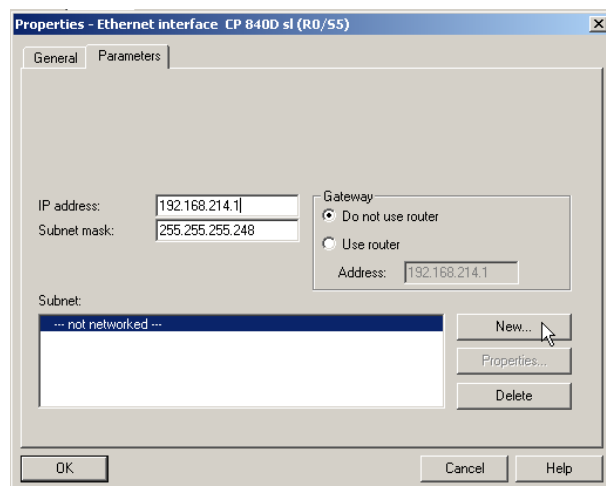 Properties - Ethernet interface CP 840D sl (R0/S5)
General Parameters
IP address: 192.168.214.1
Subnet mask: 255.255.255.248
Gateway
Do not use router
Use router
Address: 192.168.214.1
Subnet:
--- not networked ---
New...
Properties...
Delete
OK Cancel Help